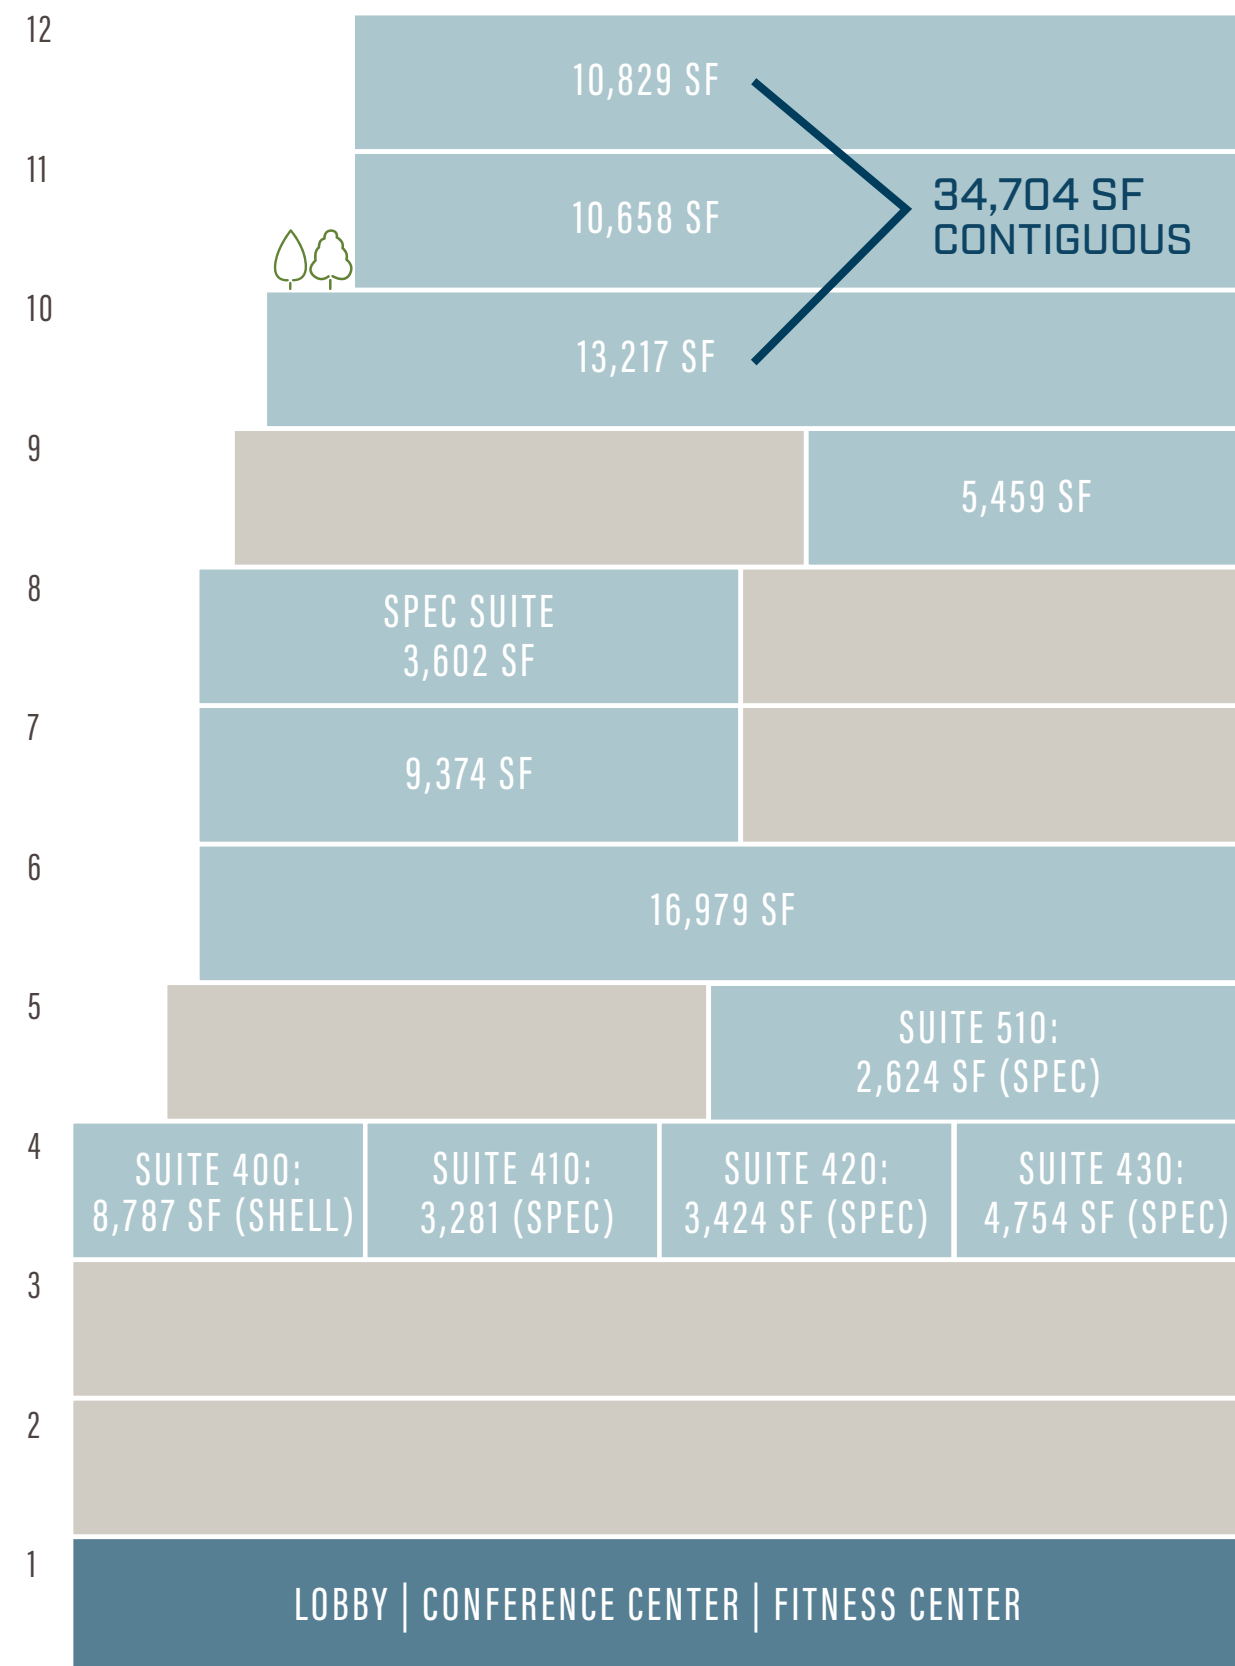 12
10,829 SF
11
10,658 SF
34,704 SF
CONTIGUOUS
10
13,217 SF
9
5,459 SF
8
SPEC SUITE
3,602 SF
7
9,374 SF
6
16,979 SF
5
SUITE 510:
2,624 SF (SPEC)
4
SUITE 400:
8,787 SF (SHELL)
SUITE 410:
3,281 (SPEC)
SUITE 420:
3,424 SF (SPEC)
SUITE 430:
4,754 SF (SPEC)
3
2
1
LOBBY | CONFERENCE CENTER | FITNESS CENTER